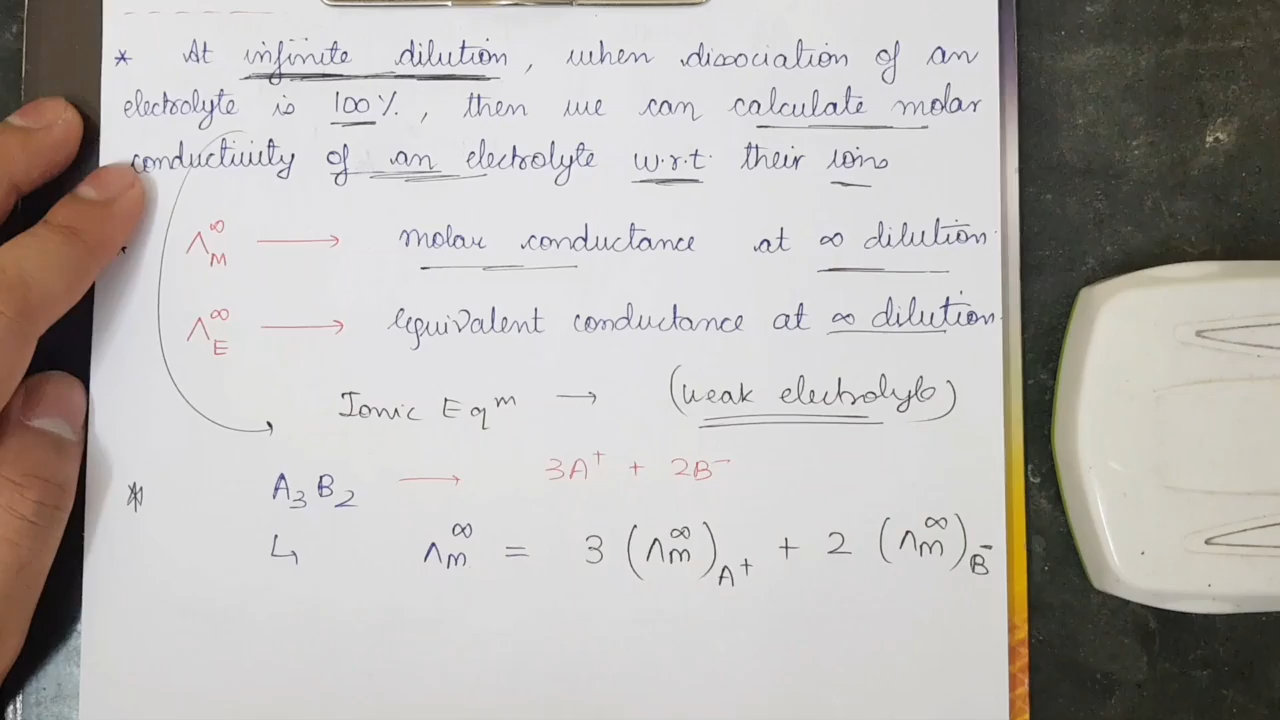 * At infinite dilution, when dissociation of an
electrolyte is 100%, then we can calculate molar
conductivity of an electrolyte w.r.t. their ions
Λ∞M → molar conductance at ∞ dilution.
Λ∞E → equivalent conductance at ∞ dilution.
Ionic Eqm → (weak electrolyte)
* A3B2 → 3A+ + 2B-
↳ Λ∞m = 3 (Λ∞m)A+ + 2 (Λ∞m)B-